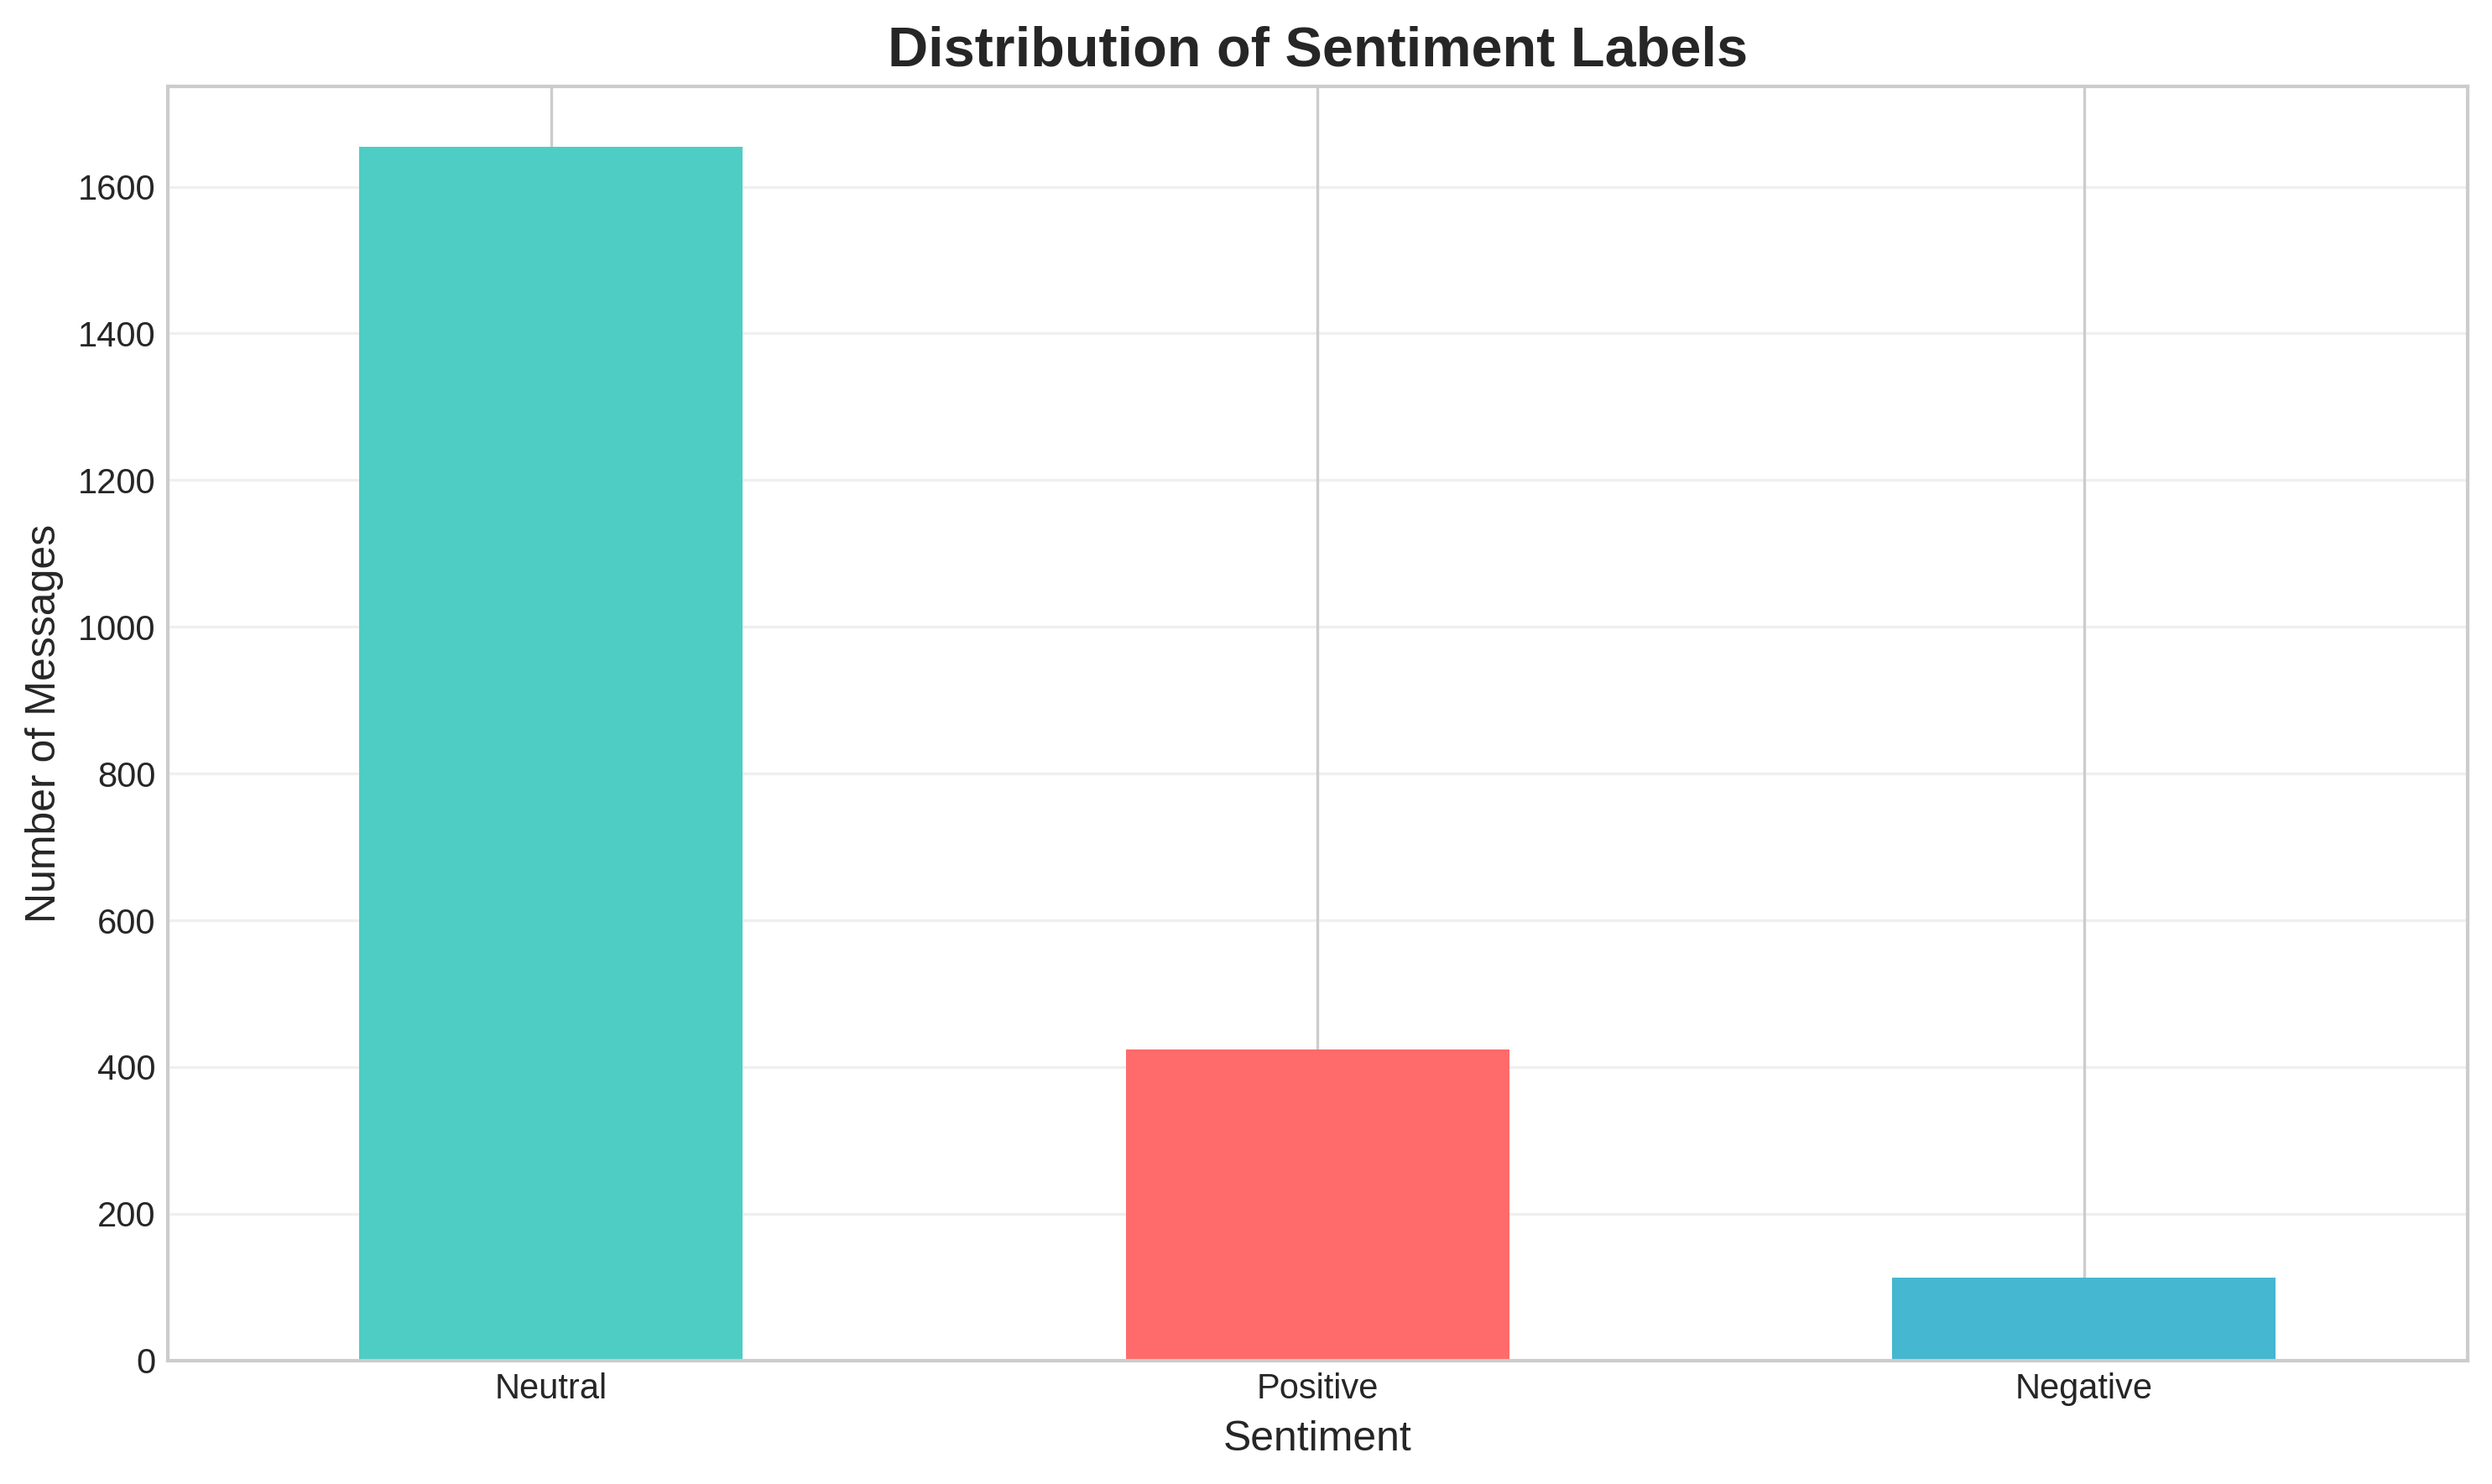 Distribution of Sentiment Labels
Number of Messages
1600
1400
1200
1000
800
600
400
200
0
Neutral Positive Negative
Sentiment